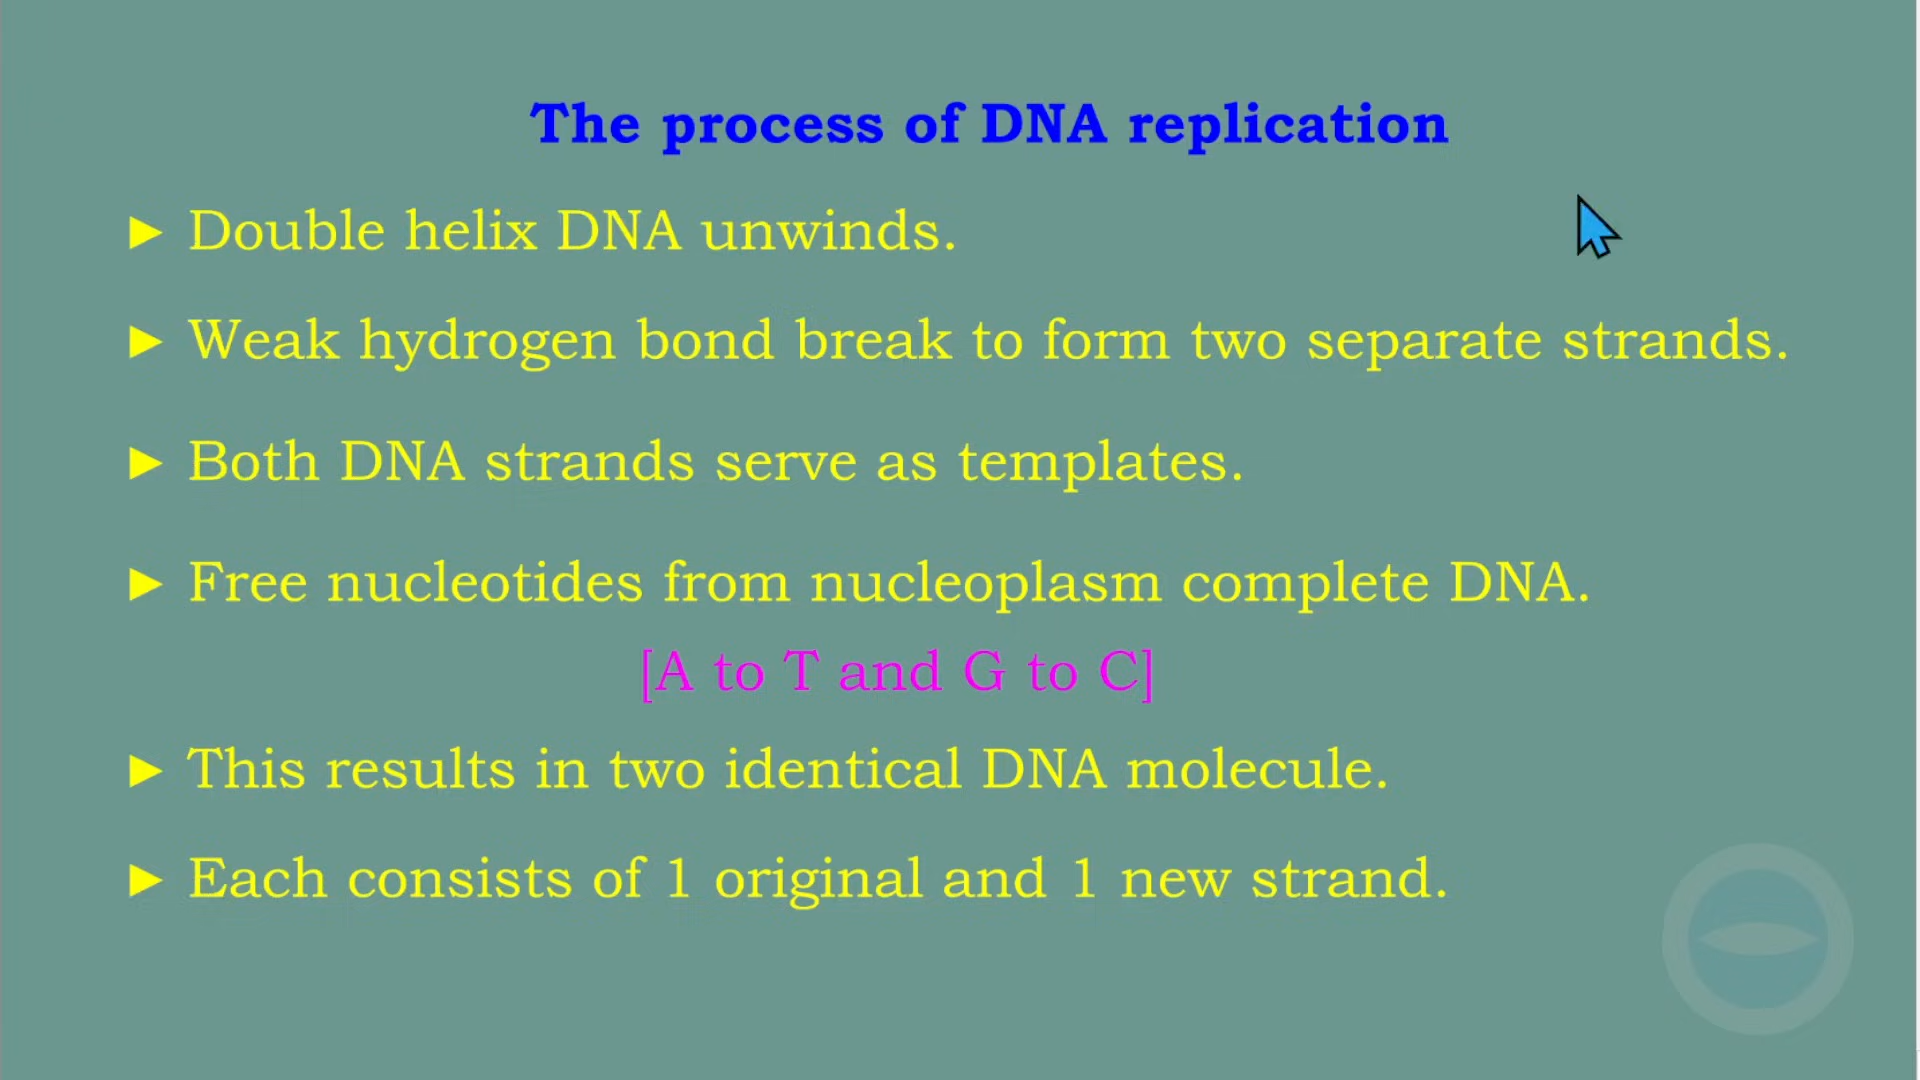 The process of DNA replication
► Double helix DNA unwinds.
► Weak hydrogen bond break to form two separate strands.
► Both DNA strands serve as templates.
► Free nucleotides from nucleoplasm complete DNA.
[A to T and G to C]
► This results in two identical DNA molecule.
► Each consists of 1 original and 1 new strand.